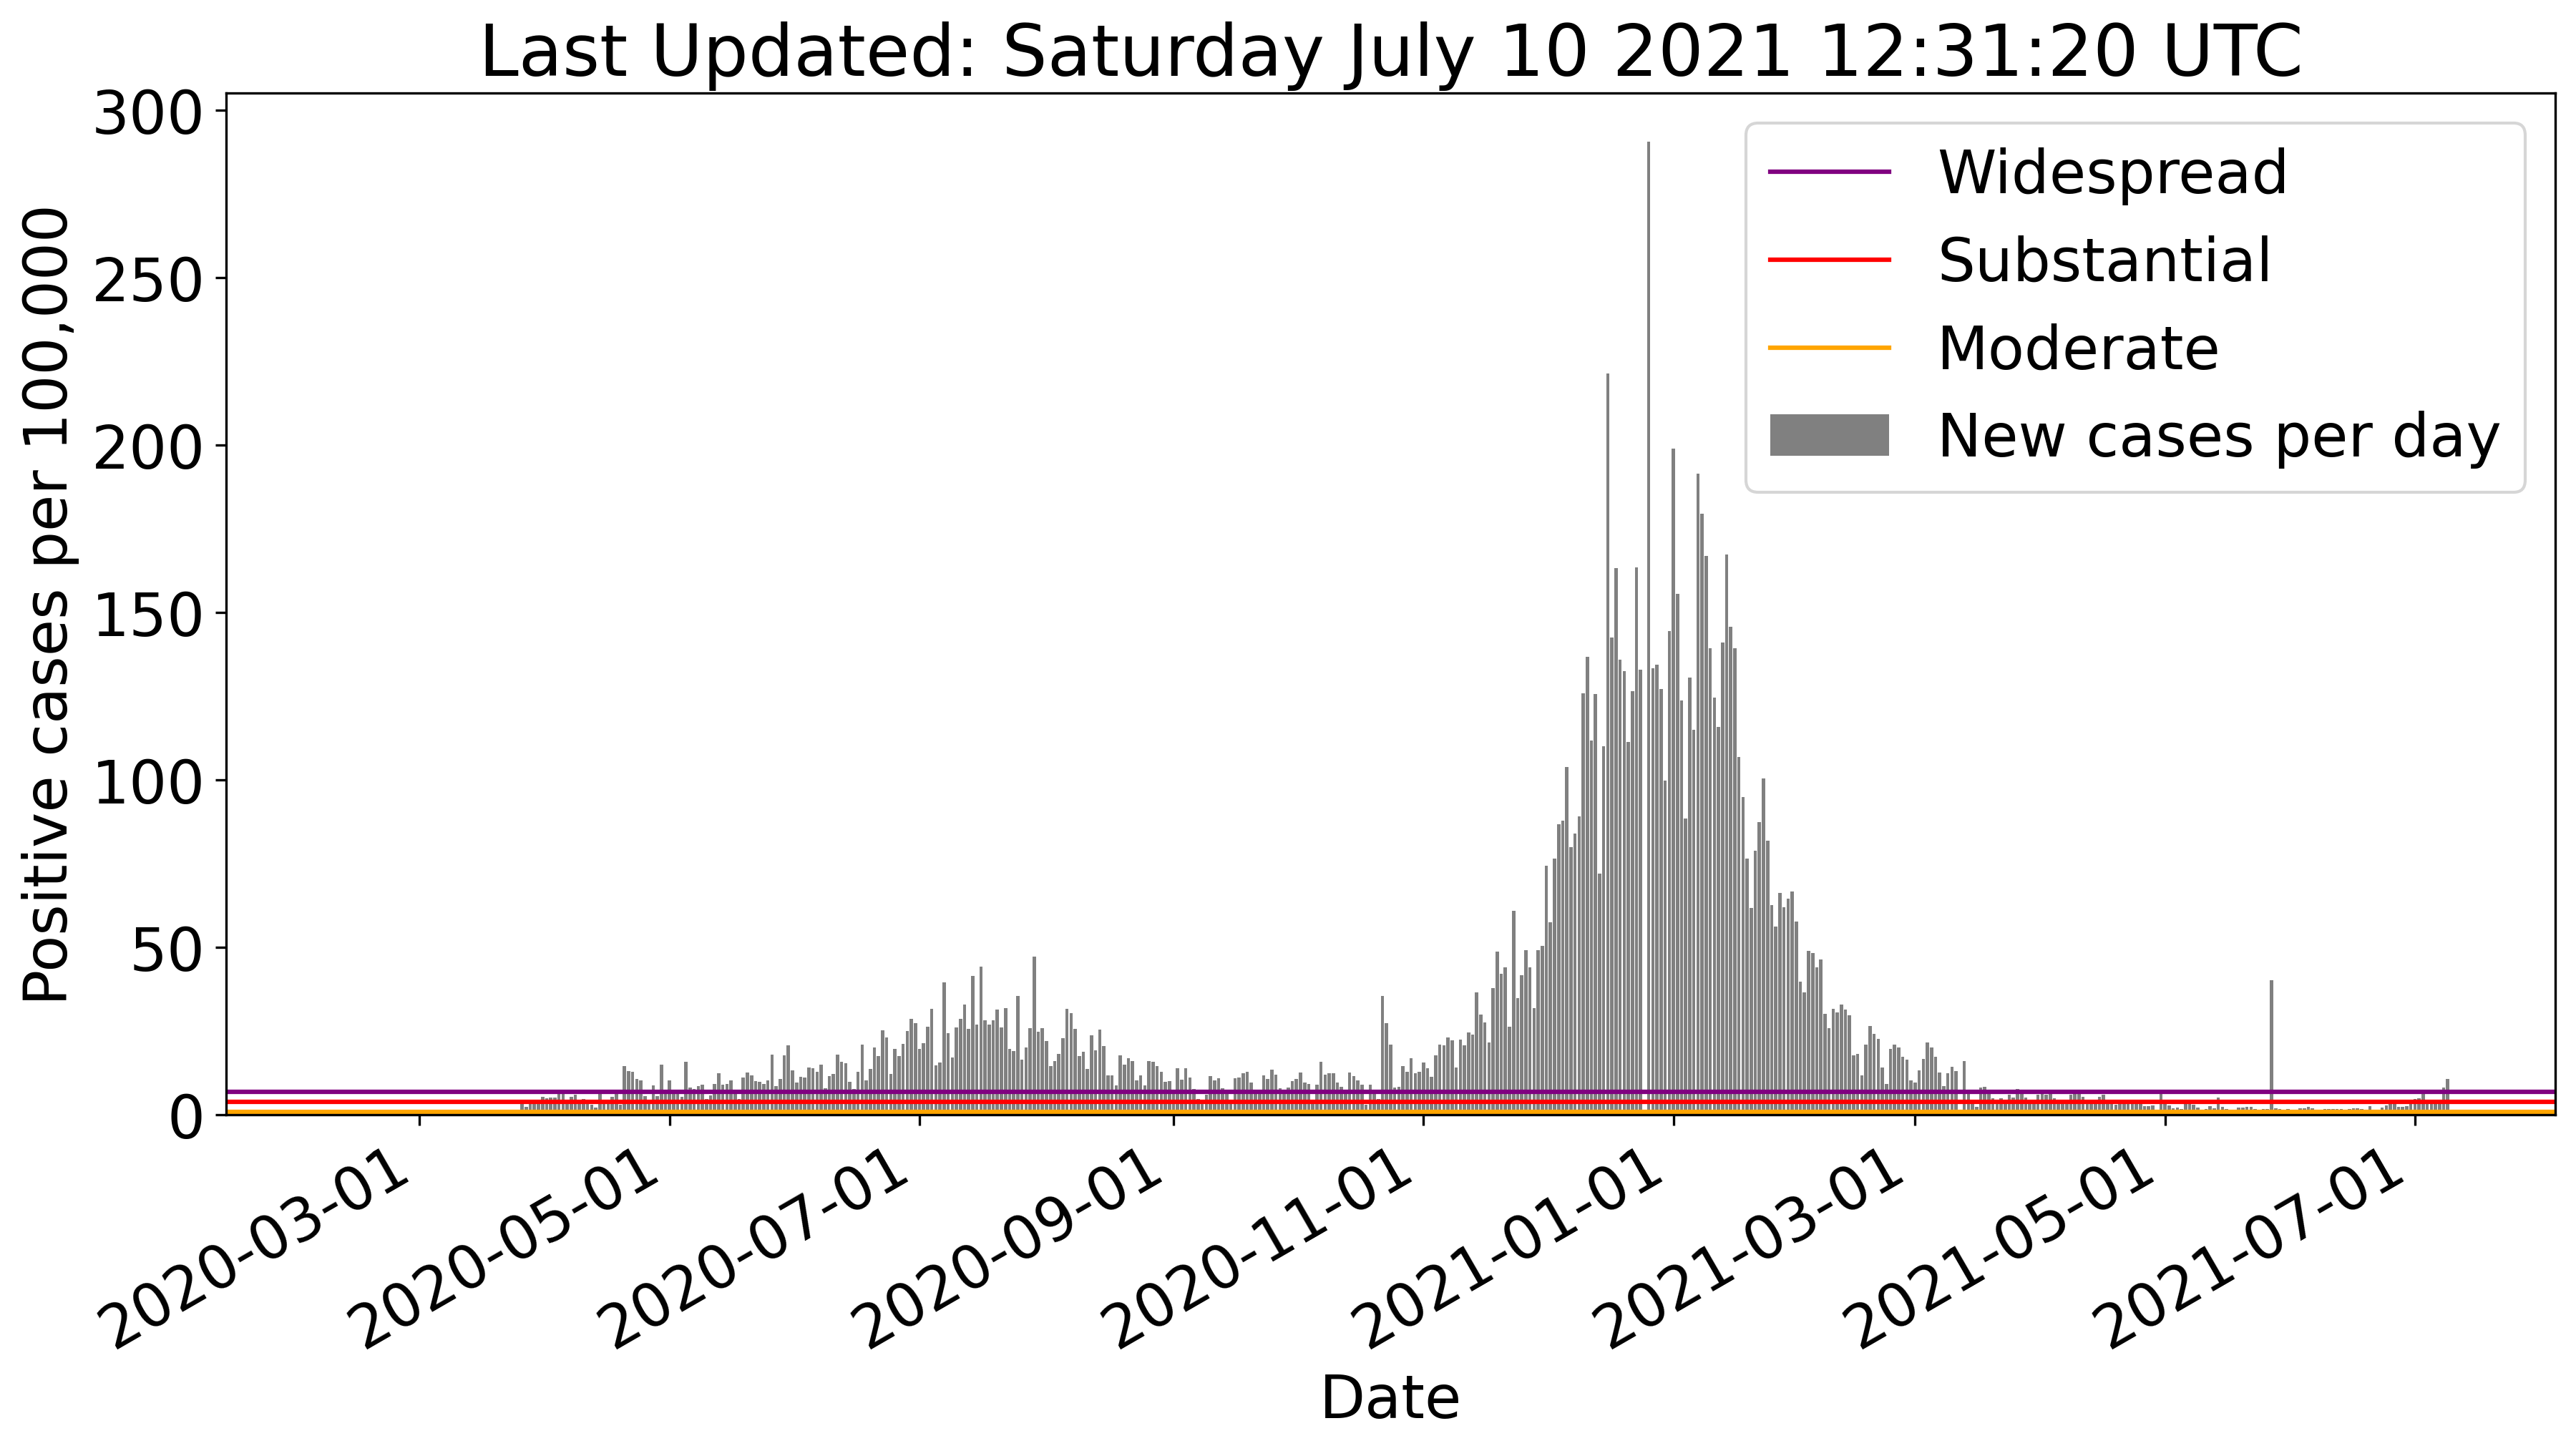 Last Updated: Saturday July 10 2021 12:31:20 UTC
Positive cases per 100,000
300
250
200
150
100
50
0
Widespread
Substantial
Moderate
New cases per day
2020-03-01
2020-05-01
2020-07-01
2020-09-01
2020-11-01
2021-01-01
2021-03-01
2021-05-01
2021-07-01
Date